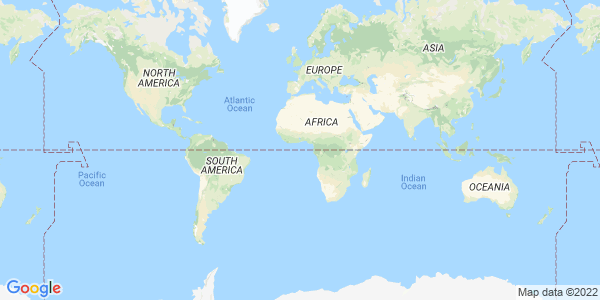 ASIA
NORTH
AMERICA
EUROPE
Atlantic
Ocean
AFRICA
SOUTH
AMERICA
Pacific
Ocean
Indian
Ocean
OCEANIA
Google
Map data ©2022